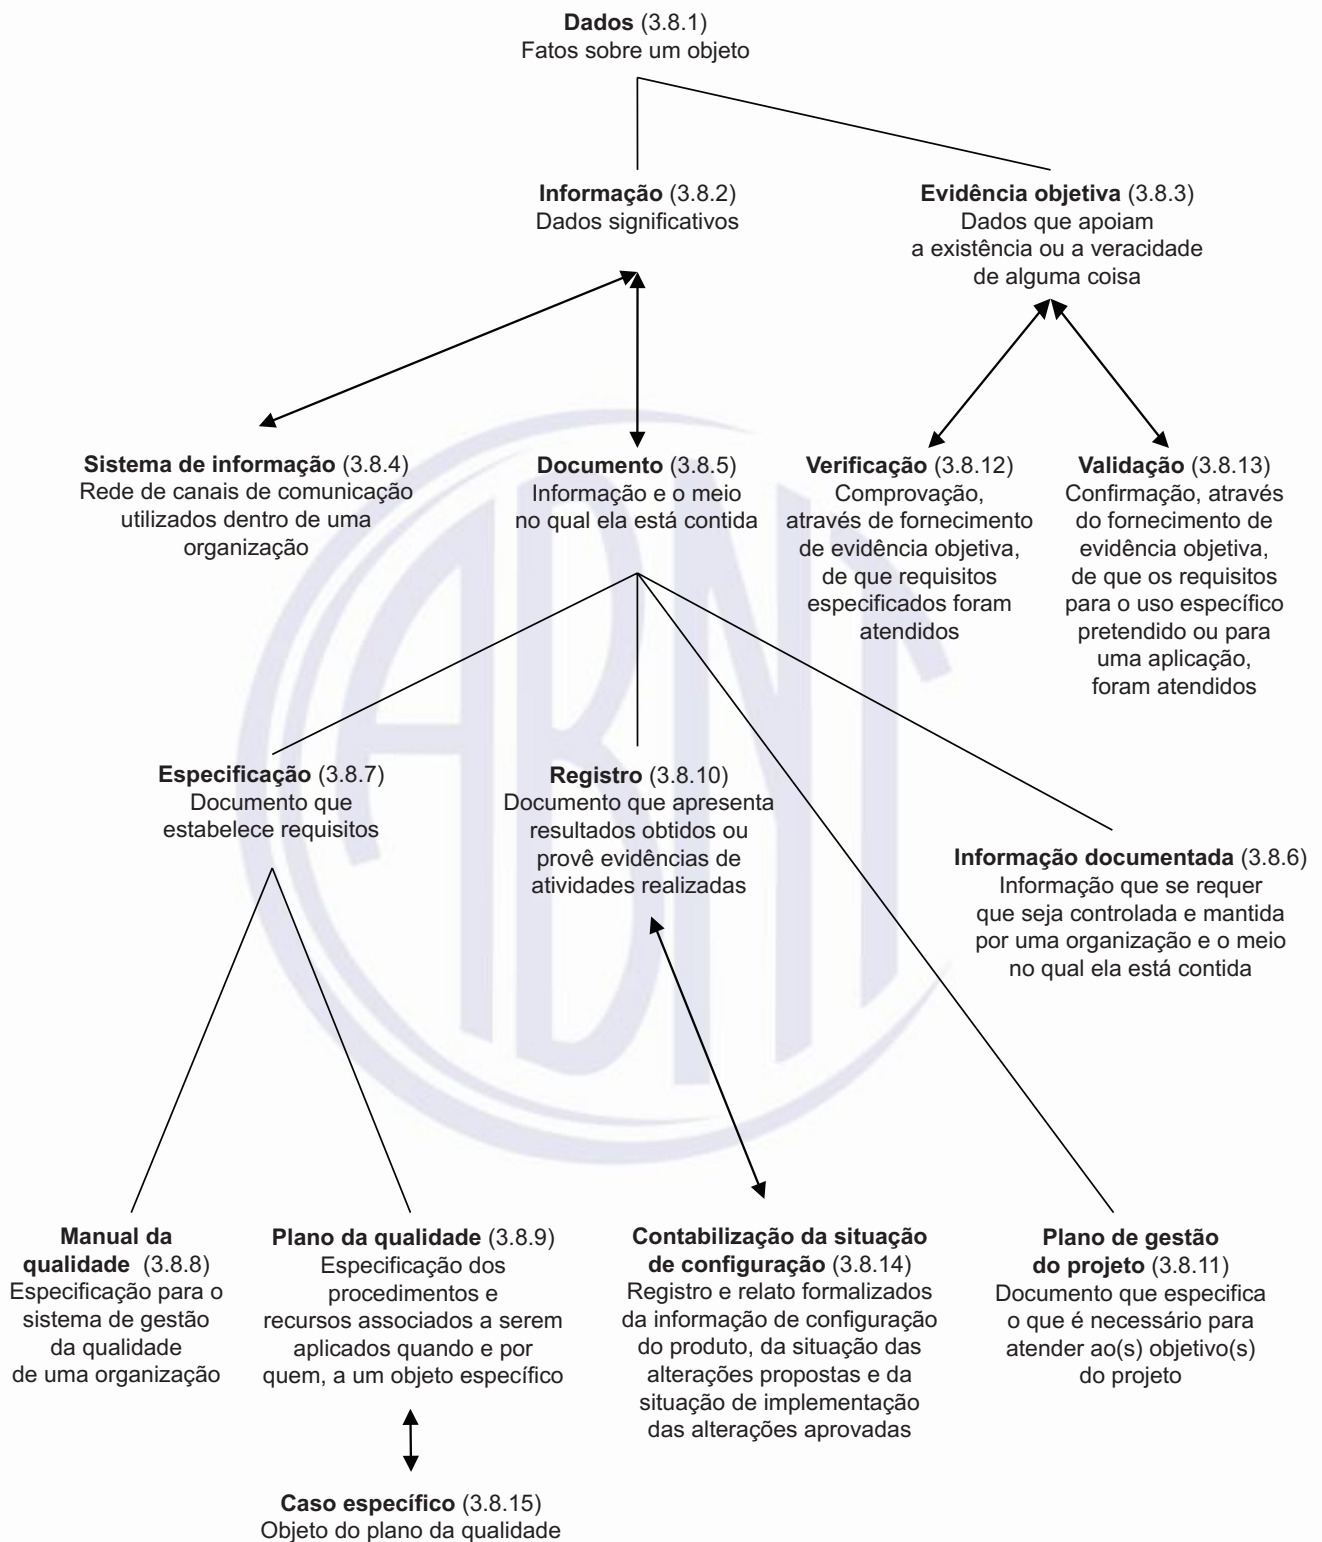 Dados (3.8.1)
Fatos sobre um objeto
Informação (3.8.2)
Dados significativos
Evidência objetiva (3.8.3)
Dados que apoiam
a existência ou a veracidade
de alguma coisa
Sistema de informação (3.8.4)
Rede de canais de comunicação
utilizados dentro de uma
organização
Documento (3.8.5)
Informação e o meio
no qual ela está contida
Verificação (3.8.12)
Comprovação,
através de fornecimento
de evidência objetiva,
de que requisitos
especificados foram
atendidos
Validação (3.8.13)
Confirmação, através
do fornecimento de
evidência objetiva,
de que os requisitos
para o uso específico
pretendido ou para
uma aplicação,
foram atendidos
Especificação (3.8.7)
Documento que
estabelece requisitos
Registro (3.8.10)
Documento que apresenta
resultados obtidos ou
provê evidências de
atividades realizadas
Informação documentada (3.8.6)
Informação que se requer
que seja controlada e mantida
por uma organização e o meio
no qual ela está contida
Manual da
qualidade (3.8.8)
Especificação para o
sistema de gestão
da qualidade
de uma organização
Plano da qualidade (3.8.9)
Especificação dos
procedimentos e
recursos associados a serem
aplicados quando e por
quem, a um objeto específico
Contabilização da situação
de configuração (3.8.14)
Registro e relato formalizados
da informação de configuração
do produto, da situação das
alterações propostas e da
situação de implementação
das alterações aprovadas
Plano de gestão
do projeto (3.8.11)
Documento que especifica
o que é necessário para
atender ao(s) objetivo(s)
do projeto
Caso específico (3.8.15)
Objeto do plano da qualidade
ABNT